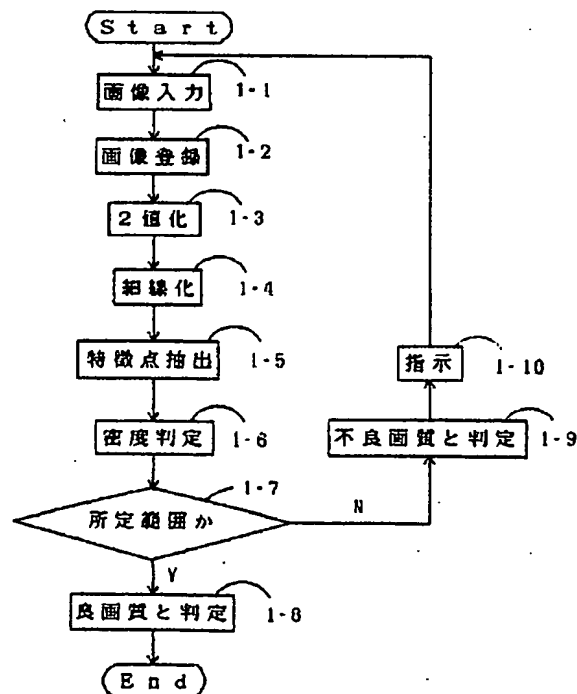 Start
画像入力
1-1
画像登録
1-2
2値化
1-3
細線化
1-4
特徴点抽出
1-5
指示
1-10
密度判定
1-6
不良画質と判定
1-9
1-7
所定範囲か
N
Y
良画質と判定
1-8
End